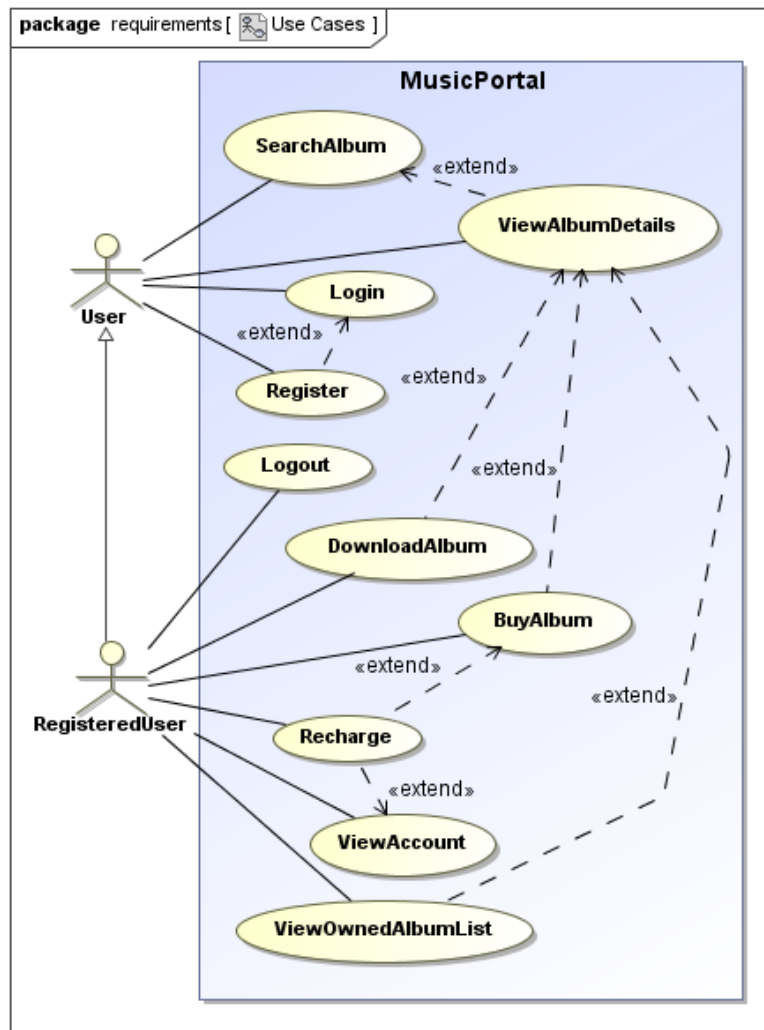 package requirements [ Use Cases ]
MusicPortal
SearchAlbum
«extend»
ViewAlbumDetails
Login
User
«extend»
«extend»
Register
Logout
«extend»
DownloadAlbum
BuyAlbum
«extend»
«extend»
RegisteredUser
Recharge
«extend»
ViewAccount
ViewOwnedAlbumList